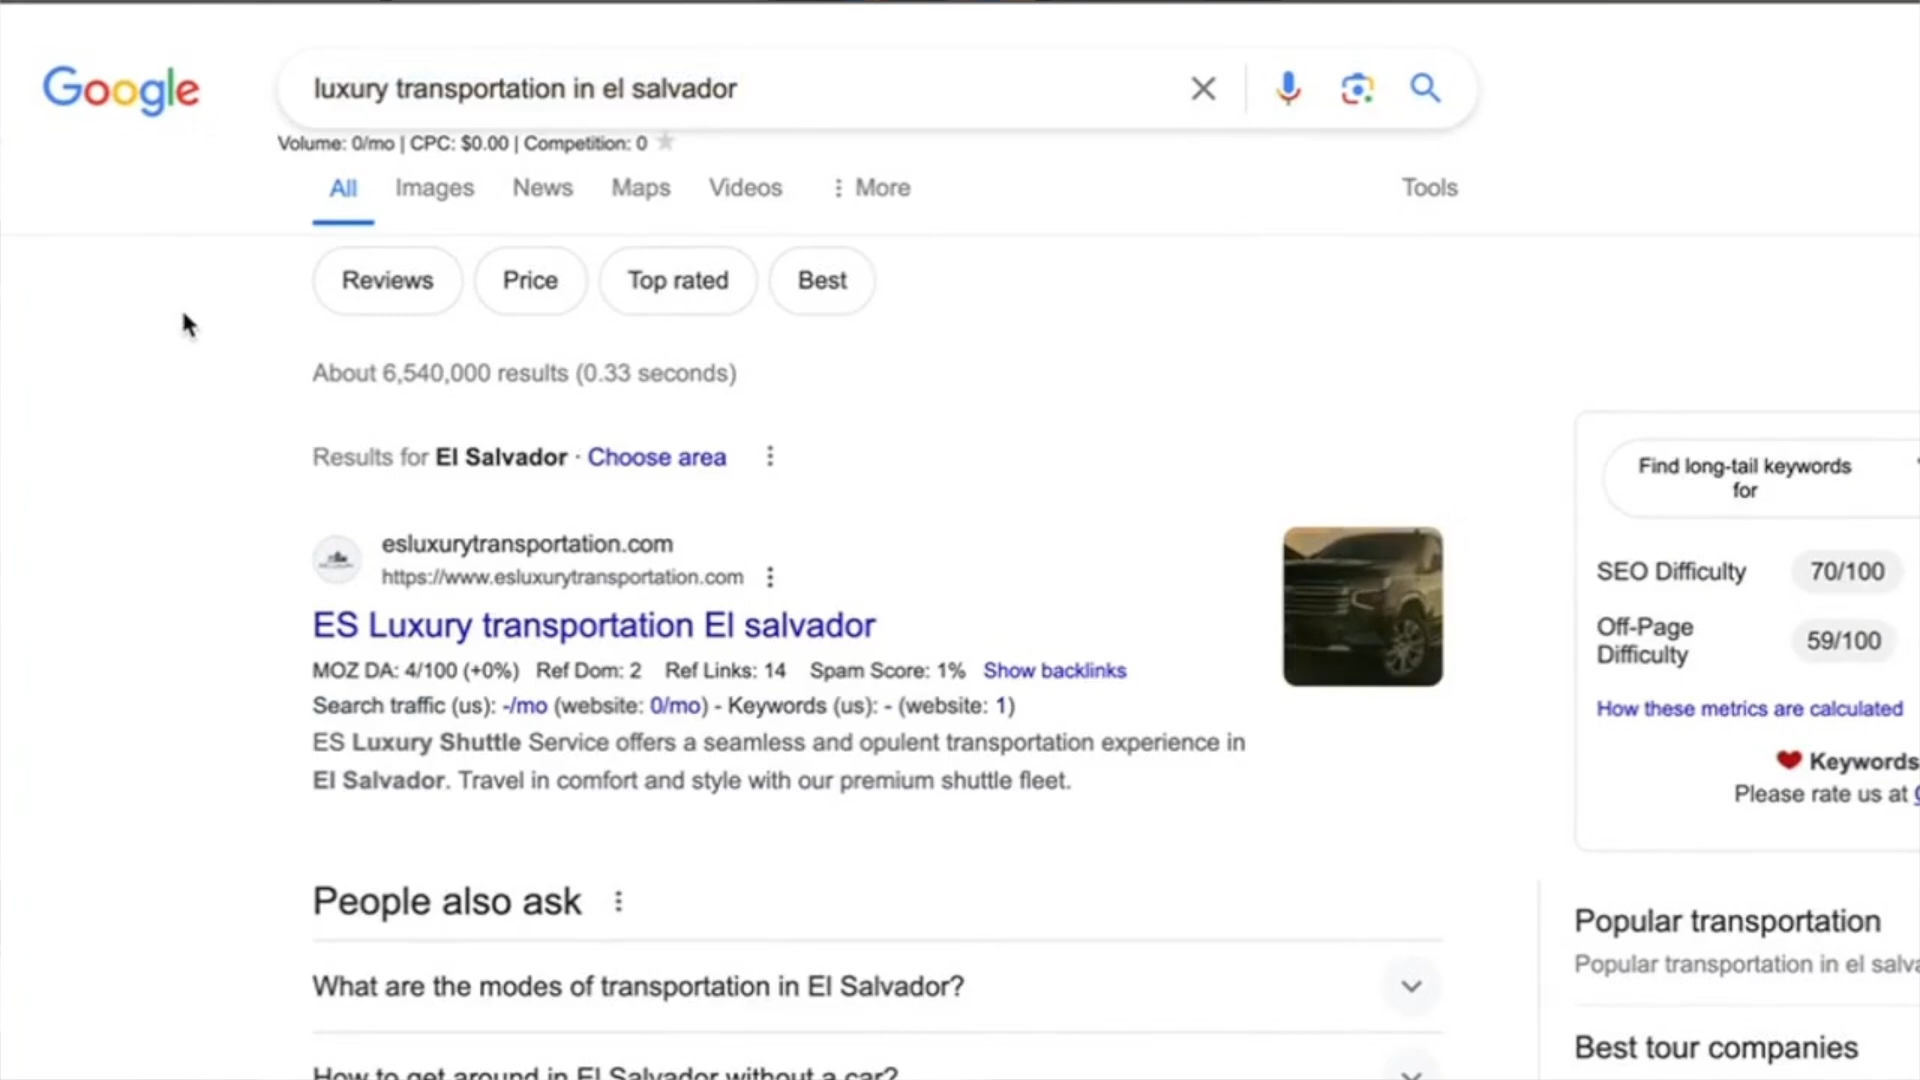 Google
luxury transportation in el salvador
Volume: 0/mo | CPC: $0.00 | Competition: 0
All Images News Maps Videos More Tools
Reviews Price Top rated Best
About 6,540,000 results (0.33 seconds)
Results for El Salvador · Choose area
esluxurytransportation.com
https://www.esluxurytransportation.com
ES Luxury transportation El salvador
MOZ DA: 4/100 (+0%) Ref Dom: 2 Ref Links: 14 Spam Score: 1% Show backlinks
Search traffic (us): -/mo (website: 0/mo) - Keywords (us): - (website: 1)
ES Luxury Shuttle Service offers a seamless and opulent transportation experience in
El Salvador. Travel in comfort and style with our premium shuttle fleet.
People also ask
What are the modes of transportation in El Salvador?
How to get around in El Salvador without a car?
Find long-tail keywords
for
SEO Difficulty 70/100
Off-Page
Difficulty
59/100
How these metrics are calculated
Keywords
Please rate us at
Popular transportation
Popular transportation in el salva
Best tour companies